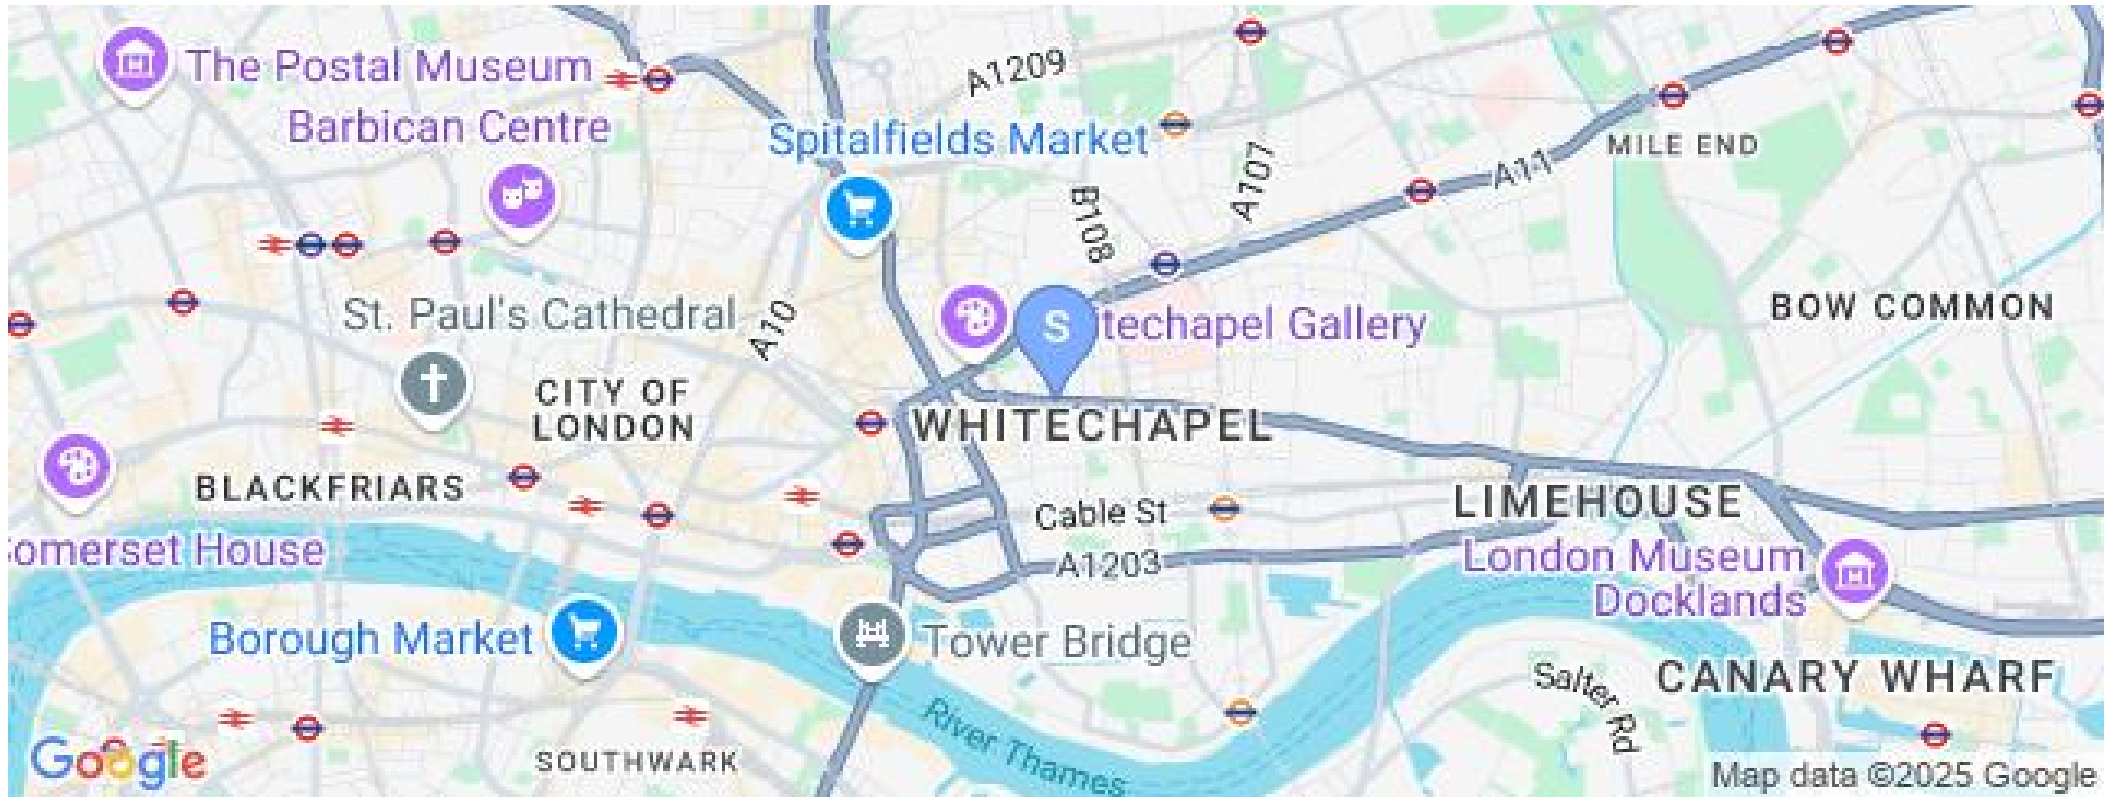 The Postal Museum
Barbican Centre
A1209
Spitalfields Market
A107
B108
A11
MILE END
St. Paul's Cathedral
A10
S
techapel Gallery
BOW COMMON
CITY OF
LONDON
WHITECHAPEL
BLACKFRIARS
Cable St
LIMEHOUSE
omerset House
A1203
London Museum
Docklands
Borough Market
Tower Bridge
River Thames
Salter Rd
CANARY WHARF
SOUTHWARK
Google
Map data ©2025 Google